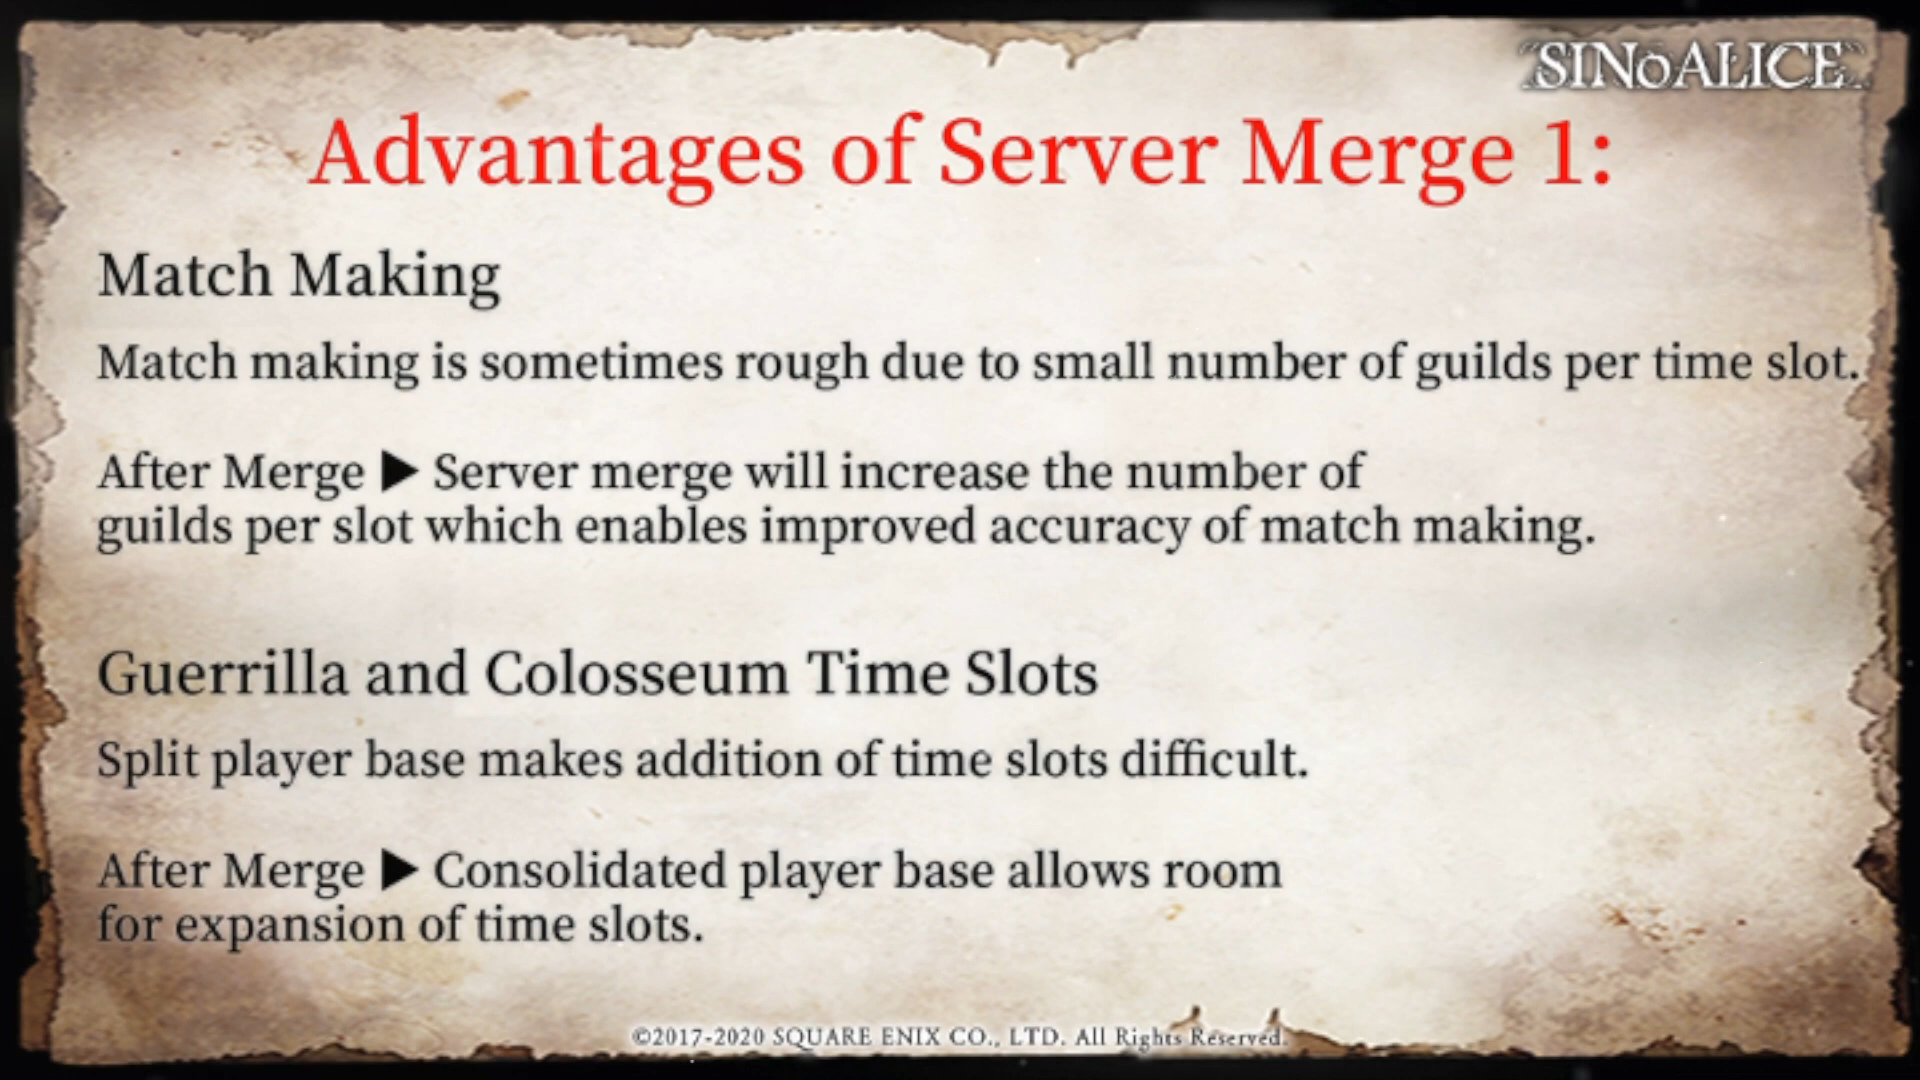 SINoALICE
Advantages of Server Merge 1:
Match Making
Match making is sometimes rough due to small number of guilds per time slot.
After Merge ▶ Server merge will increase the number of
guilds per slot which enables improved accuracy of match making.
Guerrilla and Colosseum Time Slots
Split player base makes addition of time slots difficult.
After Merge ▶ Consolidated player base allows room
for expansion of time slots.
©2017-2020 SQUARE ENIX CO., LTD. All Rights Reserved.